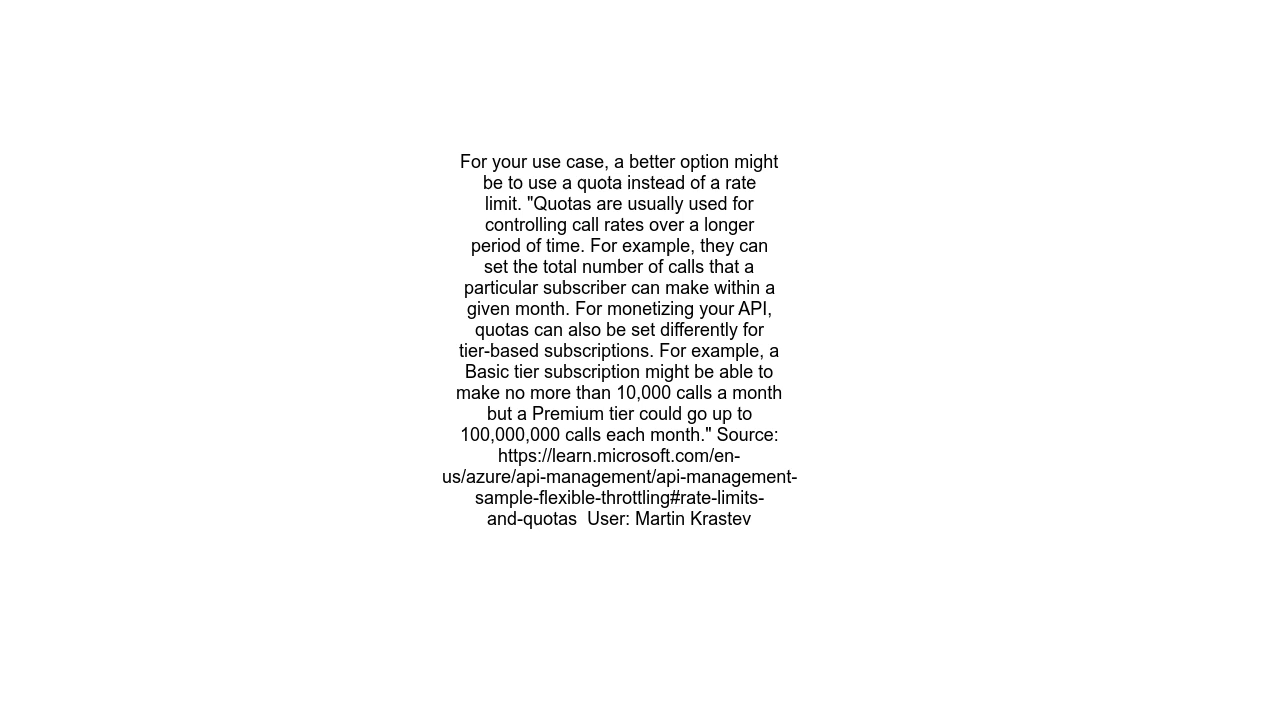 For your use case, a better option might
be to use a quota instead of a rate
limit. "Quotas are usually used for
controlling call rates over a longer
period of time. For example, they can
set the total number of calls that a
particular subscriber can make within a
given month. For monetizing your API,
quotas can also be set differently for
tier-based subscriptions. For example, a
Basic tier subscription might be able to
make no more than 10,000 calls a month
but a Premium tier could go up to
100,000,000 calls each month." Source:
https://learn.microsoft.com/en-
us/azure/api-management/api-management-
sample-flexible-throttling#rate-limits-
and-quotas  User: Martin Krastev